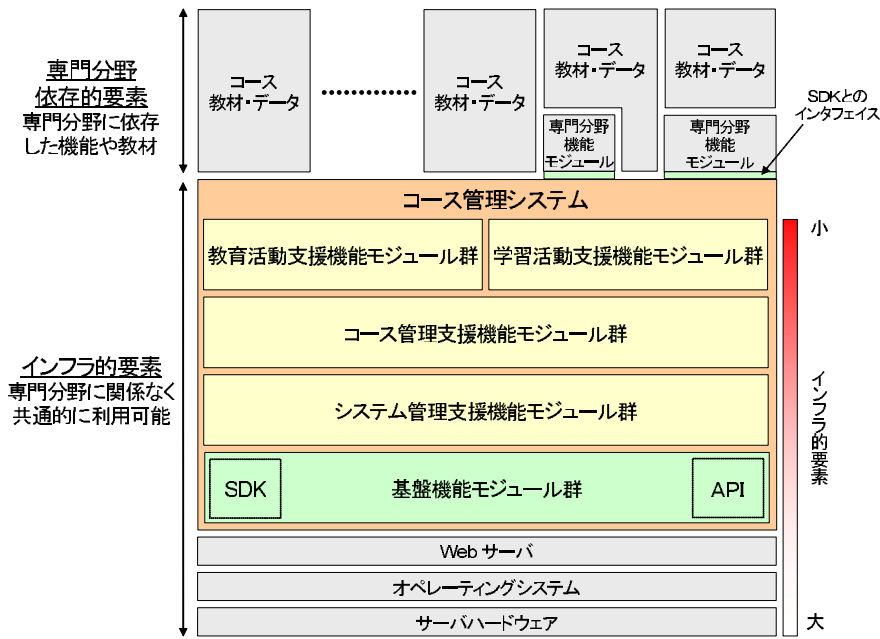 専門分野
依存的要素
専門分野に依存
した機能や教材
コース
教材・データ
コース
教材・データ
コース
教材・データ
コース
教材・データ
専門分野
機能
モジュール
専門分野
機能
モジュール
SDKとの
インタフェイス
コース管理システム
教育活動支援機能モジュール群
学習活動支援機能モジュール群
コース管理支援機能モジュール群
システム管理支援機能モジュール群
SDK
基盤機能モジュール群
API
Webサーバ
オペレーティングシステム
サーバハードウェア
インフラ的要素
専門分野に関係なく
共通的に利用可能
小
インフラ的要素
大